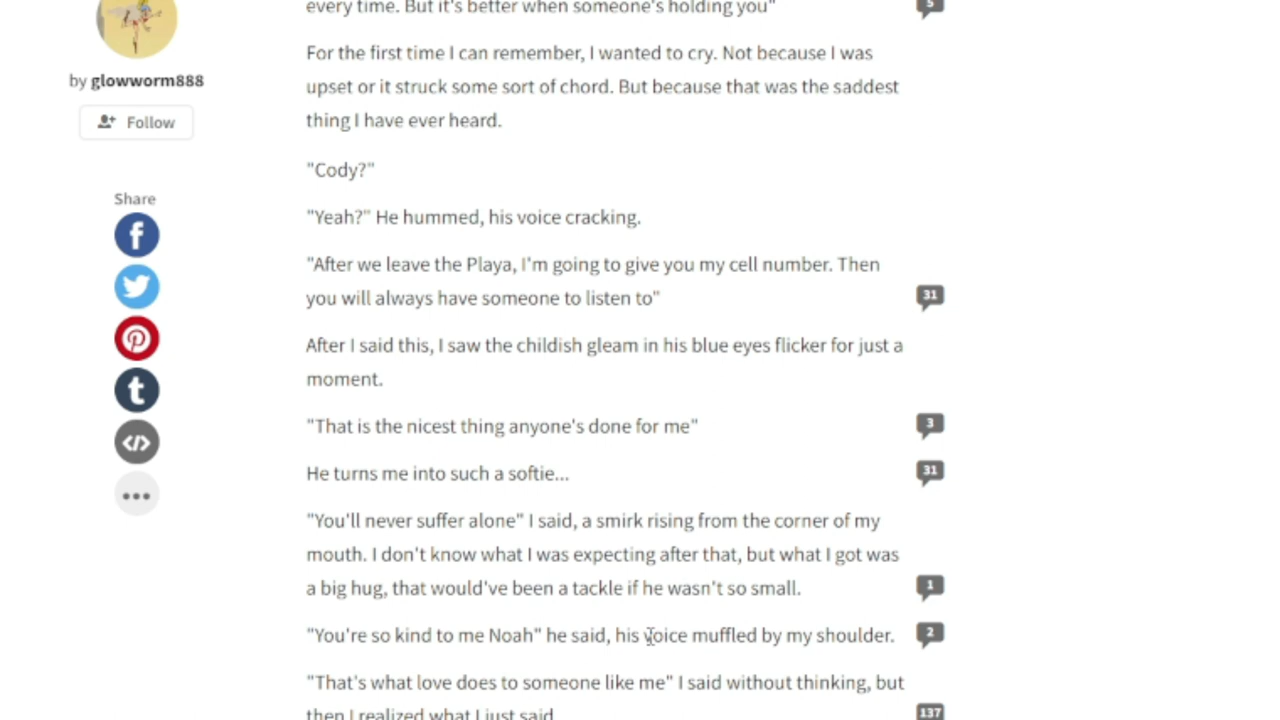 every time. But it's better when someone's holding you"
5
by glowworm888
Follow
For the first time I can remember, I wanted to cry. Not because I was
upset or it struck some sort of chord. But because that was the saddest
thing I have ever heard.
"Cody?"
Share
"Yeah?" He hummed, his voice cracking.
"After we leave the Playa, I'm going to give you my cell number. Then
you will always have someone to listen to"
31
After I said this, I saw the childish gleam in his blue eyes flicker for just a
moment.
"That is the nicest thing anyone's done for me"
3
He turns me into such a softie...
31
"You'll never suffer alone" I said, a smirk rising from the corner of my
mouth. I don't know what I was expecting after that, but what I got was
a big hug, that would've been a tackle if he wasn't so small.
1
"You're so kind to me Noah" he said, his voice muffled by my shoulder.
2
"That's what love does to someone like me" I said without thinking, but
then I realized what I just said
137